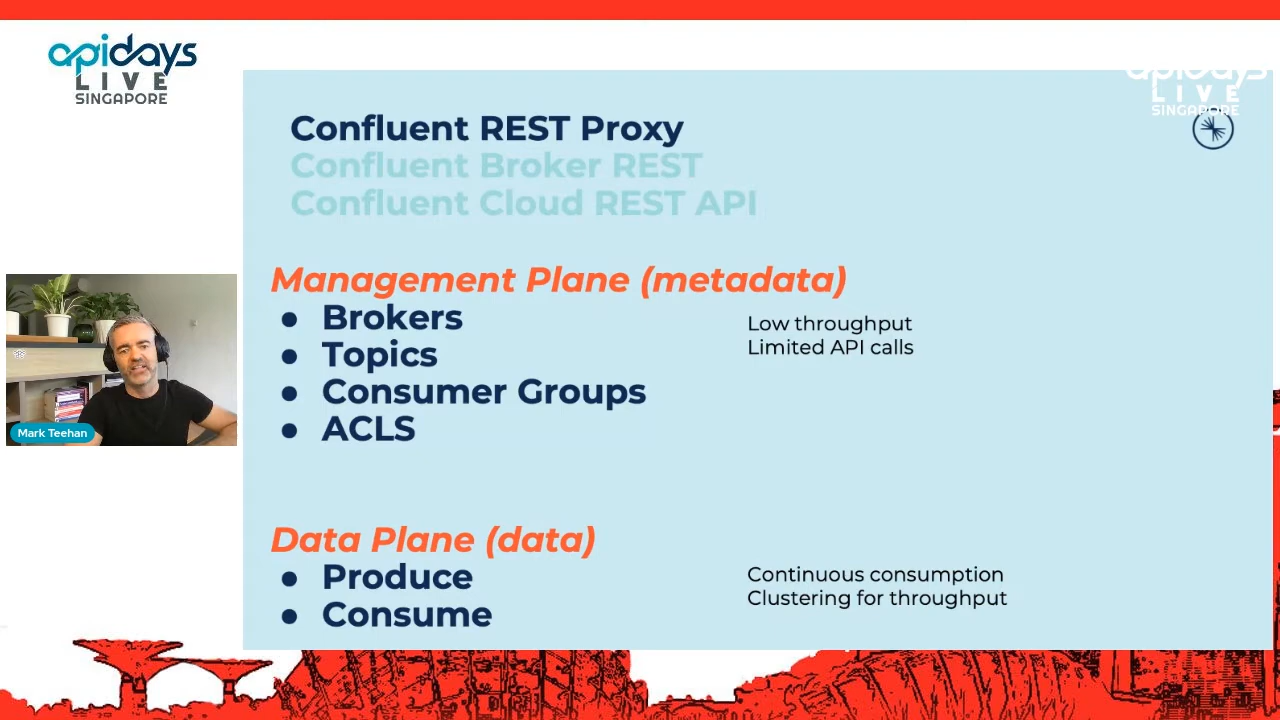 apidays
LIVE
SINGAPORE
apidays
LIVE
SINGAPORE
Confluent REST Proxy
Confluent Broker REST
Confluent Cloud REST API
Management Plane (metadata)
● Brokers
● Topics
● Consumer Groups
● ACLS
Low throughput
Limited API calls
Mark Teehan
Data Plane (data)
● Produce
● Consume
Continuous consumption
Clustering for throughput